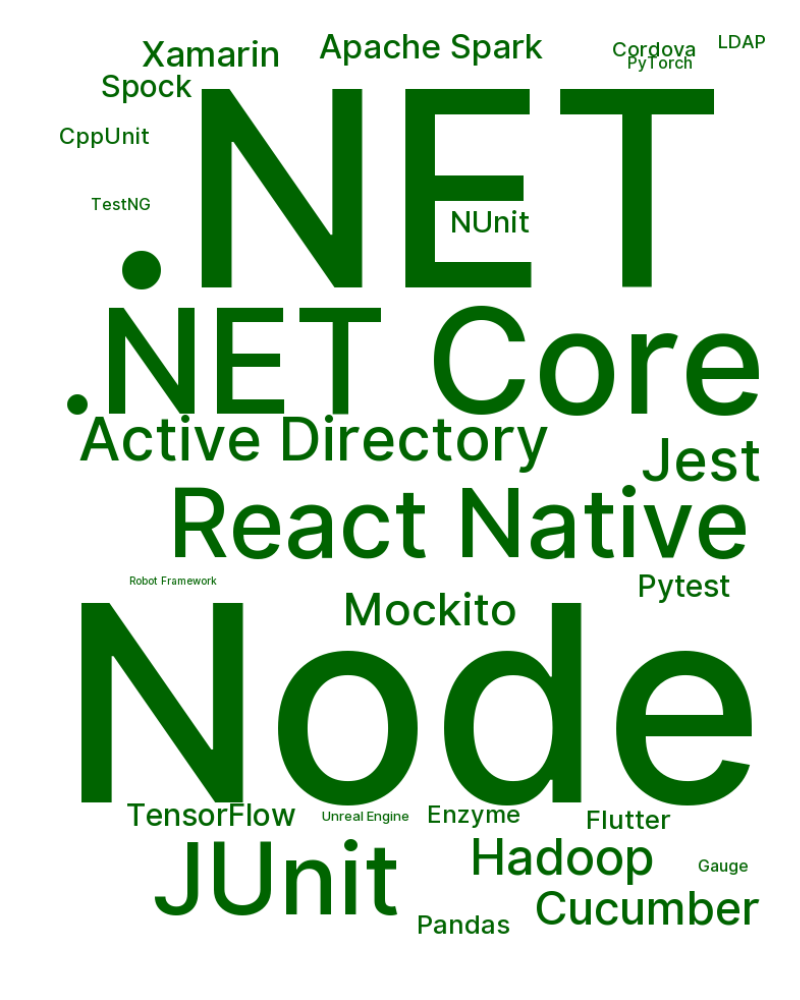 Xamarin
Apache Spark
Cordova
LDAP
PyTorch
Spock
CppUnit
.NET
TestNG
NUnit
.NET Core
Active Directory
Jest
React Native
Robot Framework
Pytest
Mockito
Node
TensorFlow
Unreal Engine
Enzyme
Flutter
JUnit
Hadoop
Gauge
Cucumber
Pandas